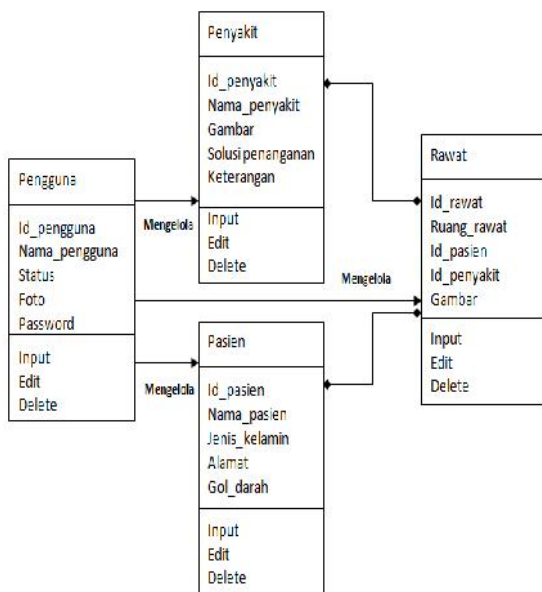 Penyakit
Id_penyakit
Nama_penyakit
Gambar
Solusi penanganan
Keterangan
Input
Edit
Delete
Pengguna
Id_pengguna
Nama_pengguna
Status
Foto
Password
Input
Edit
Delete
Mengelola
Mengelola
Mengelola
Rawat
Id_rawat
Ruang_rawat
Id_pasien
Id_penyakit
Gambar
Input
Edit
Delete
Pasien
Id_pasien
Nama_pasien
Jenis_kelamin
Alamat
Gol_darah
Input
Edit
Delete